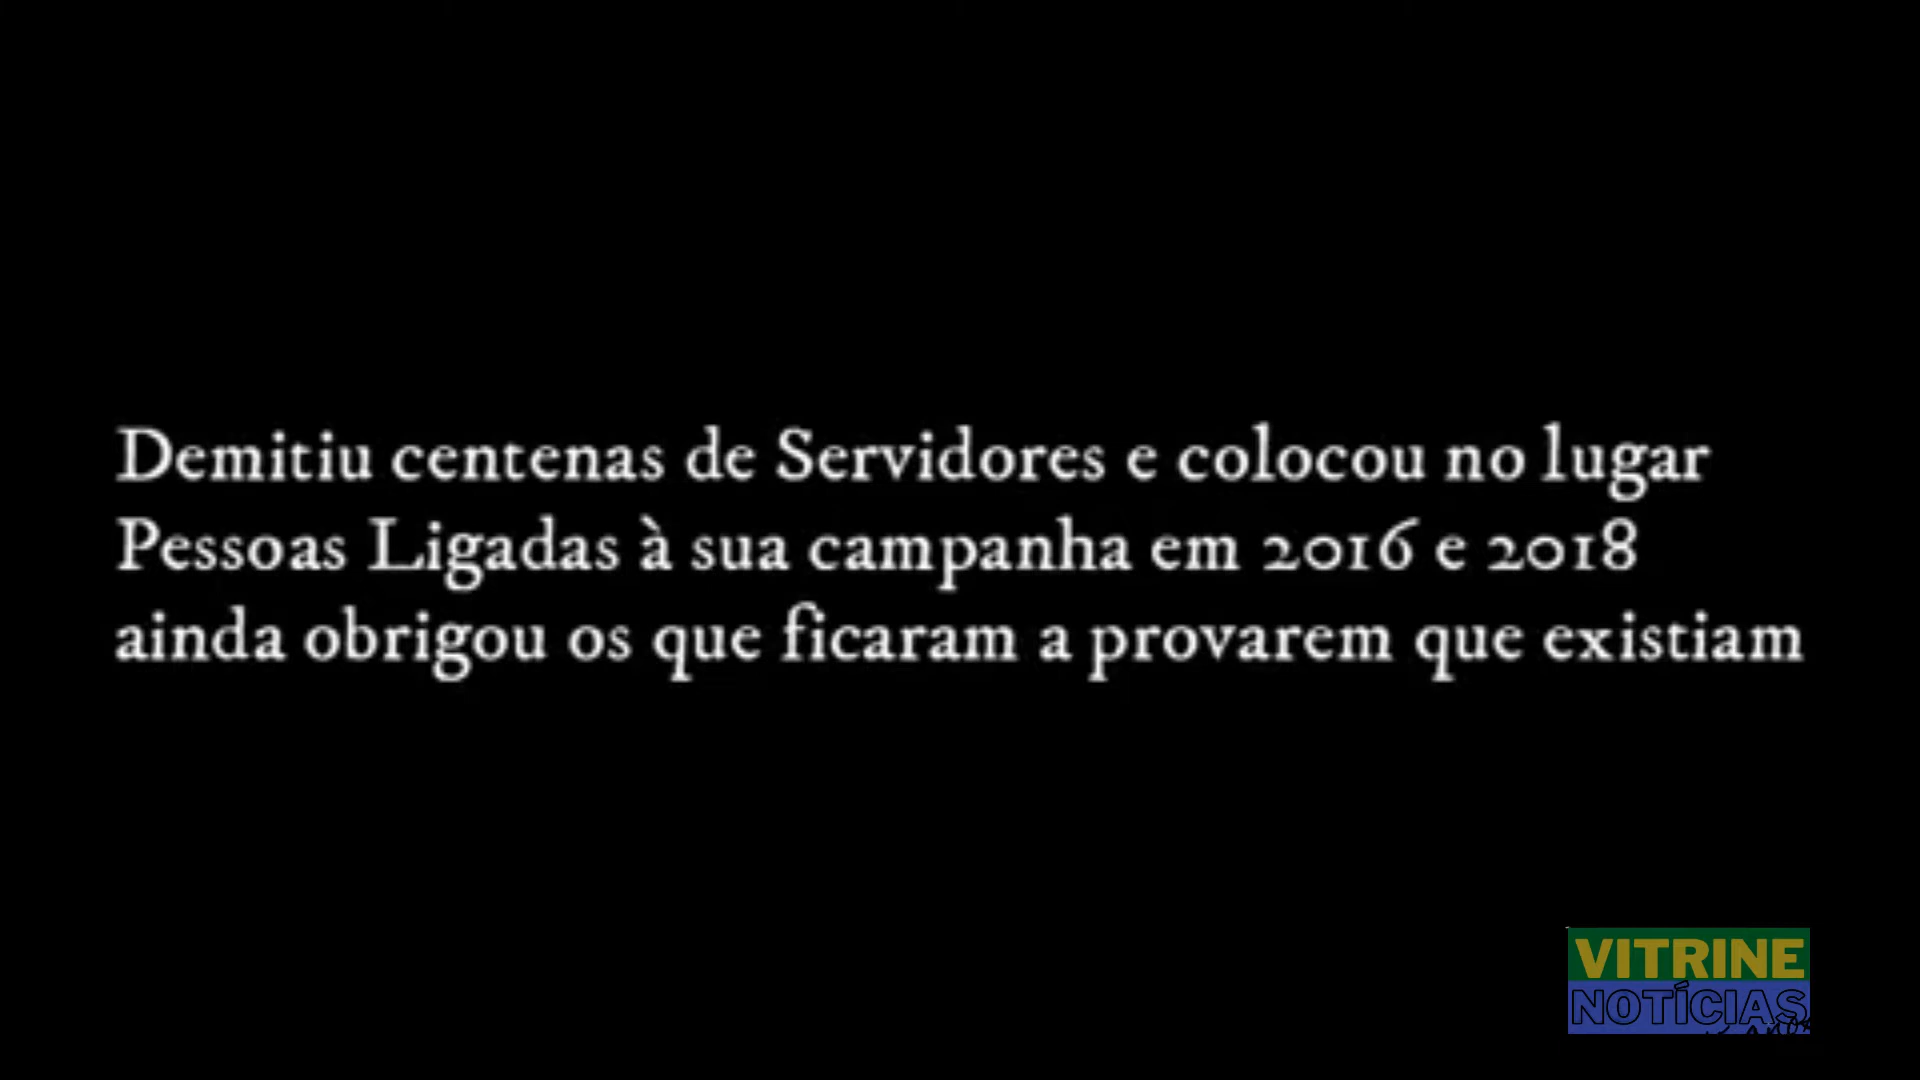 Demitiu centenas de Servidores e colocou no lugar
Pessoas Ligadas à sua campanha em 2016 e 2018
ainda obrigou os que ficaram a provarem que existiam
VITRINE
NOTÍCIAS